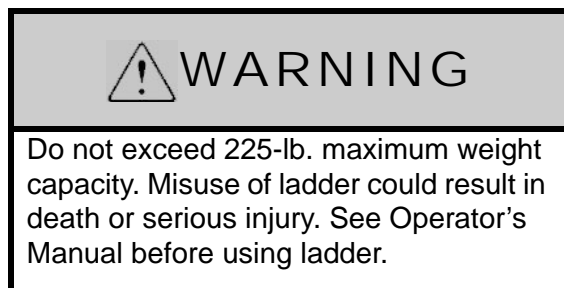 WARNING
Do not exceed 225-lb. maximum weight
capacity. Misuse of ladder could result in
death or serious injury. See Operator's
Manual before using ladder.